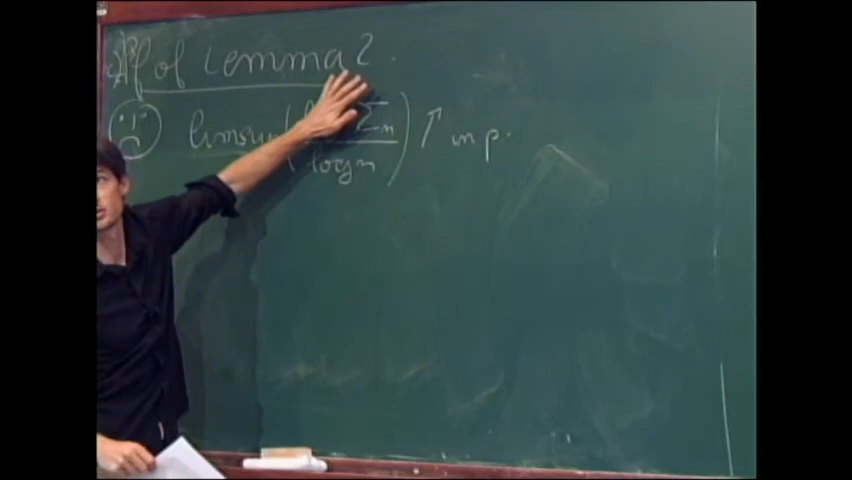 Pf of Lemma 2.
limsup ( Σn / log n ) ↑ in p.